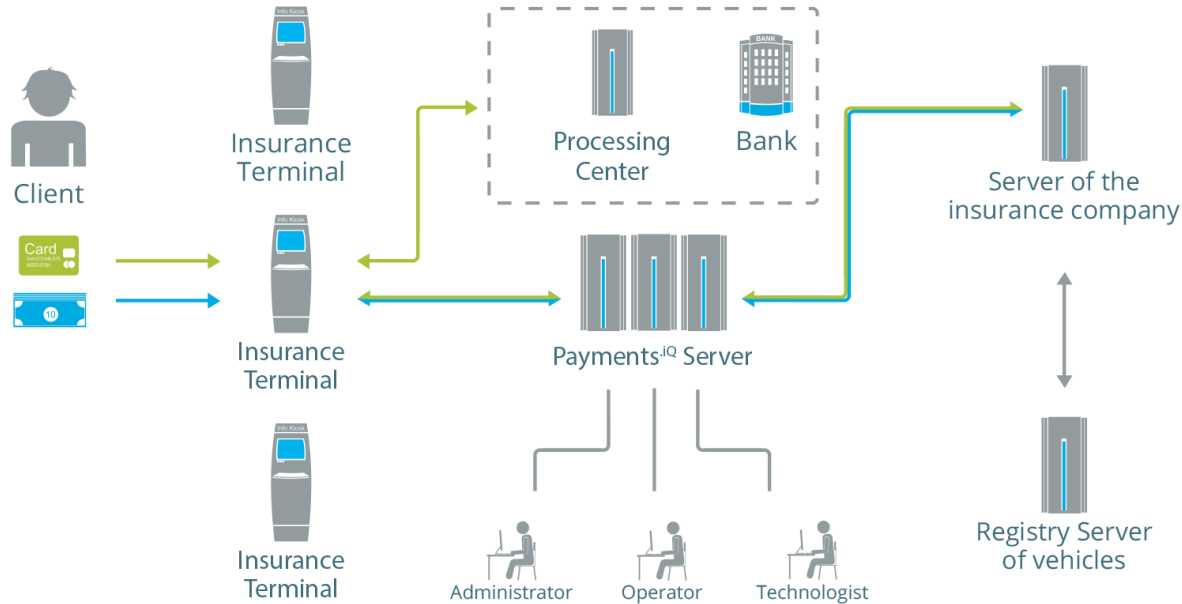 Info Kiosk
Insurance
Terminal
Client
Card
10
Info Kiosk
Insurance
Terminal
Info Kiosk
Insurance
Terminal
BANK
Processing
Center
Bank
Payments.iQ Server
Administrator
Operator
Technologist
Server of the
insurance company
Registry Server
of vehicles